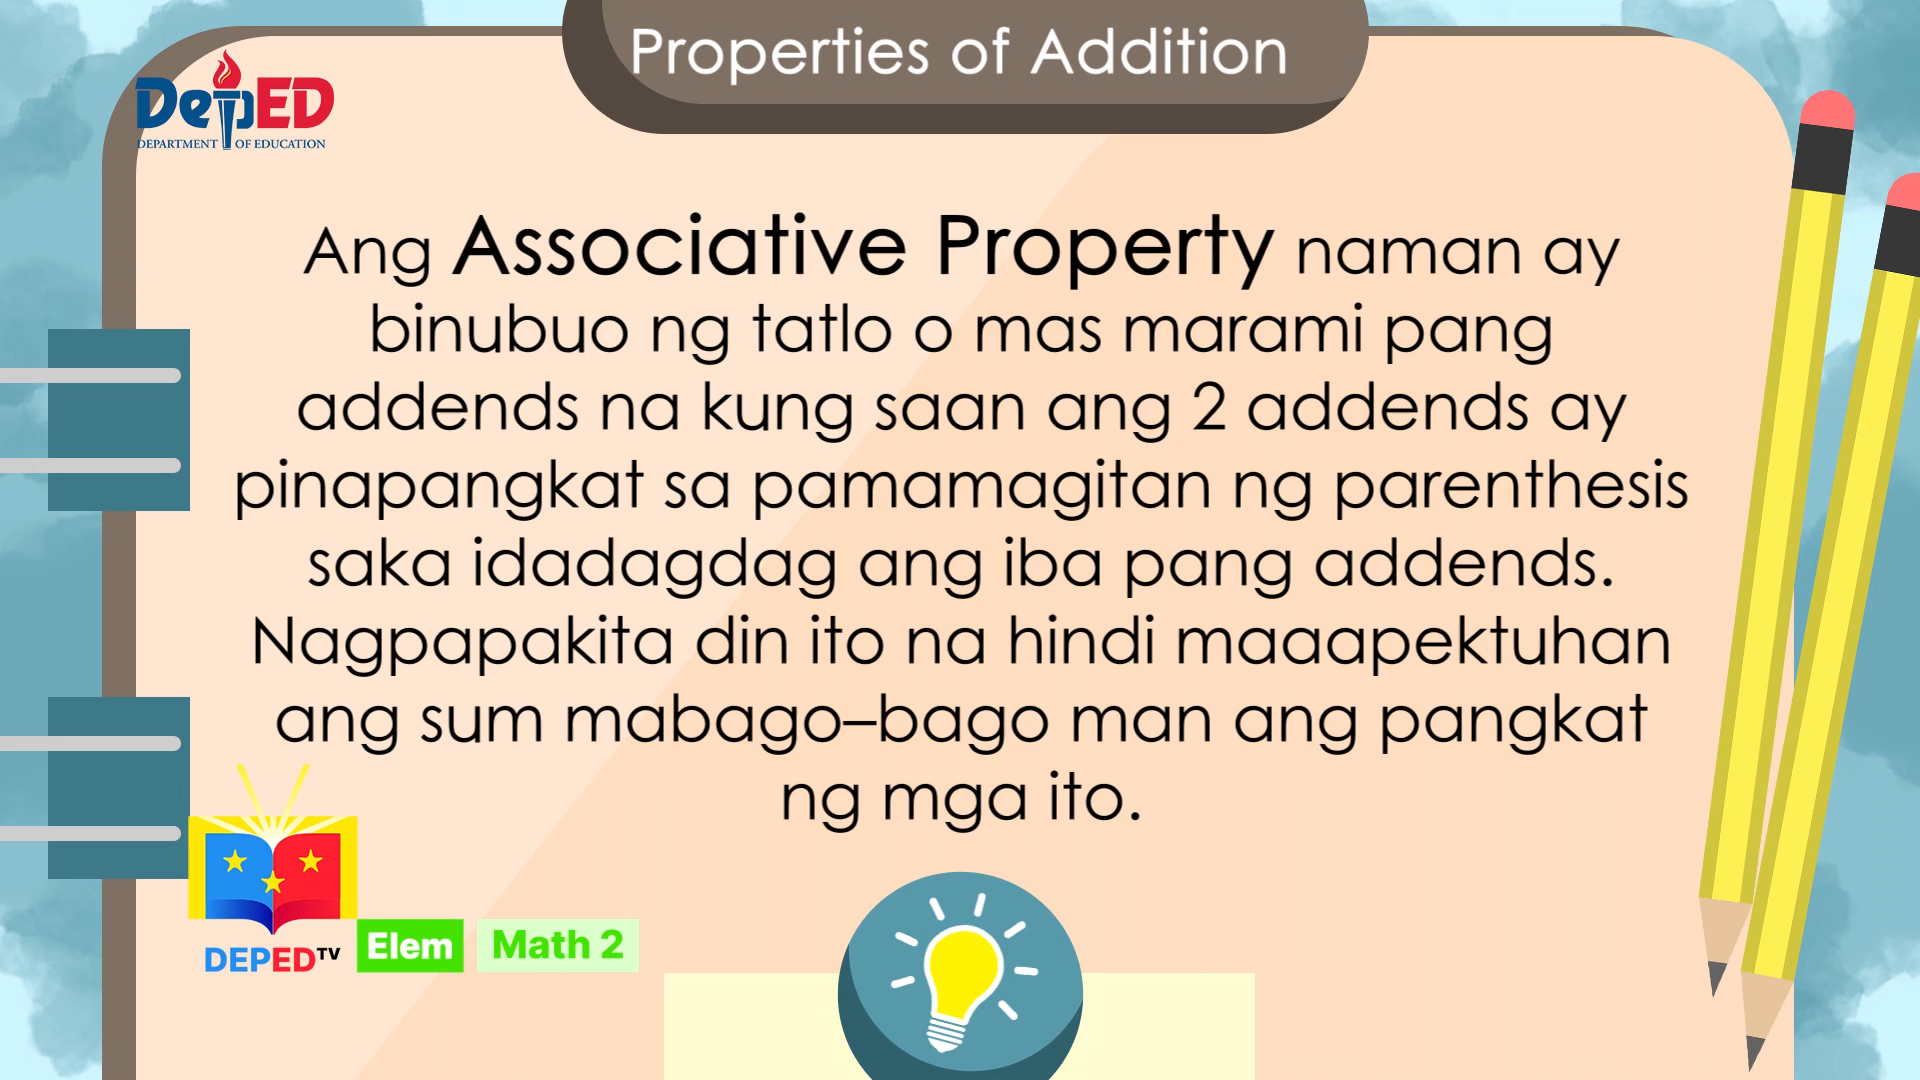 Properties of Addition
DepED
DEPARTMENT OF EDUCATION
Ang Associative Property naman ay
binubuo ng tatlo o mas marami pang
addends na kung saan ang 2 addends ay
pinapangkat sa pamamagitan ng parenthesis
saka idadagdag ang iba pang addends.
Nagpapakita din ito na hindi maaapektuhan
ang sum mabago–bago man ang pangkat
ng mga ito.
DEPED TV
Elem
Math 2